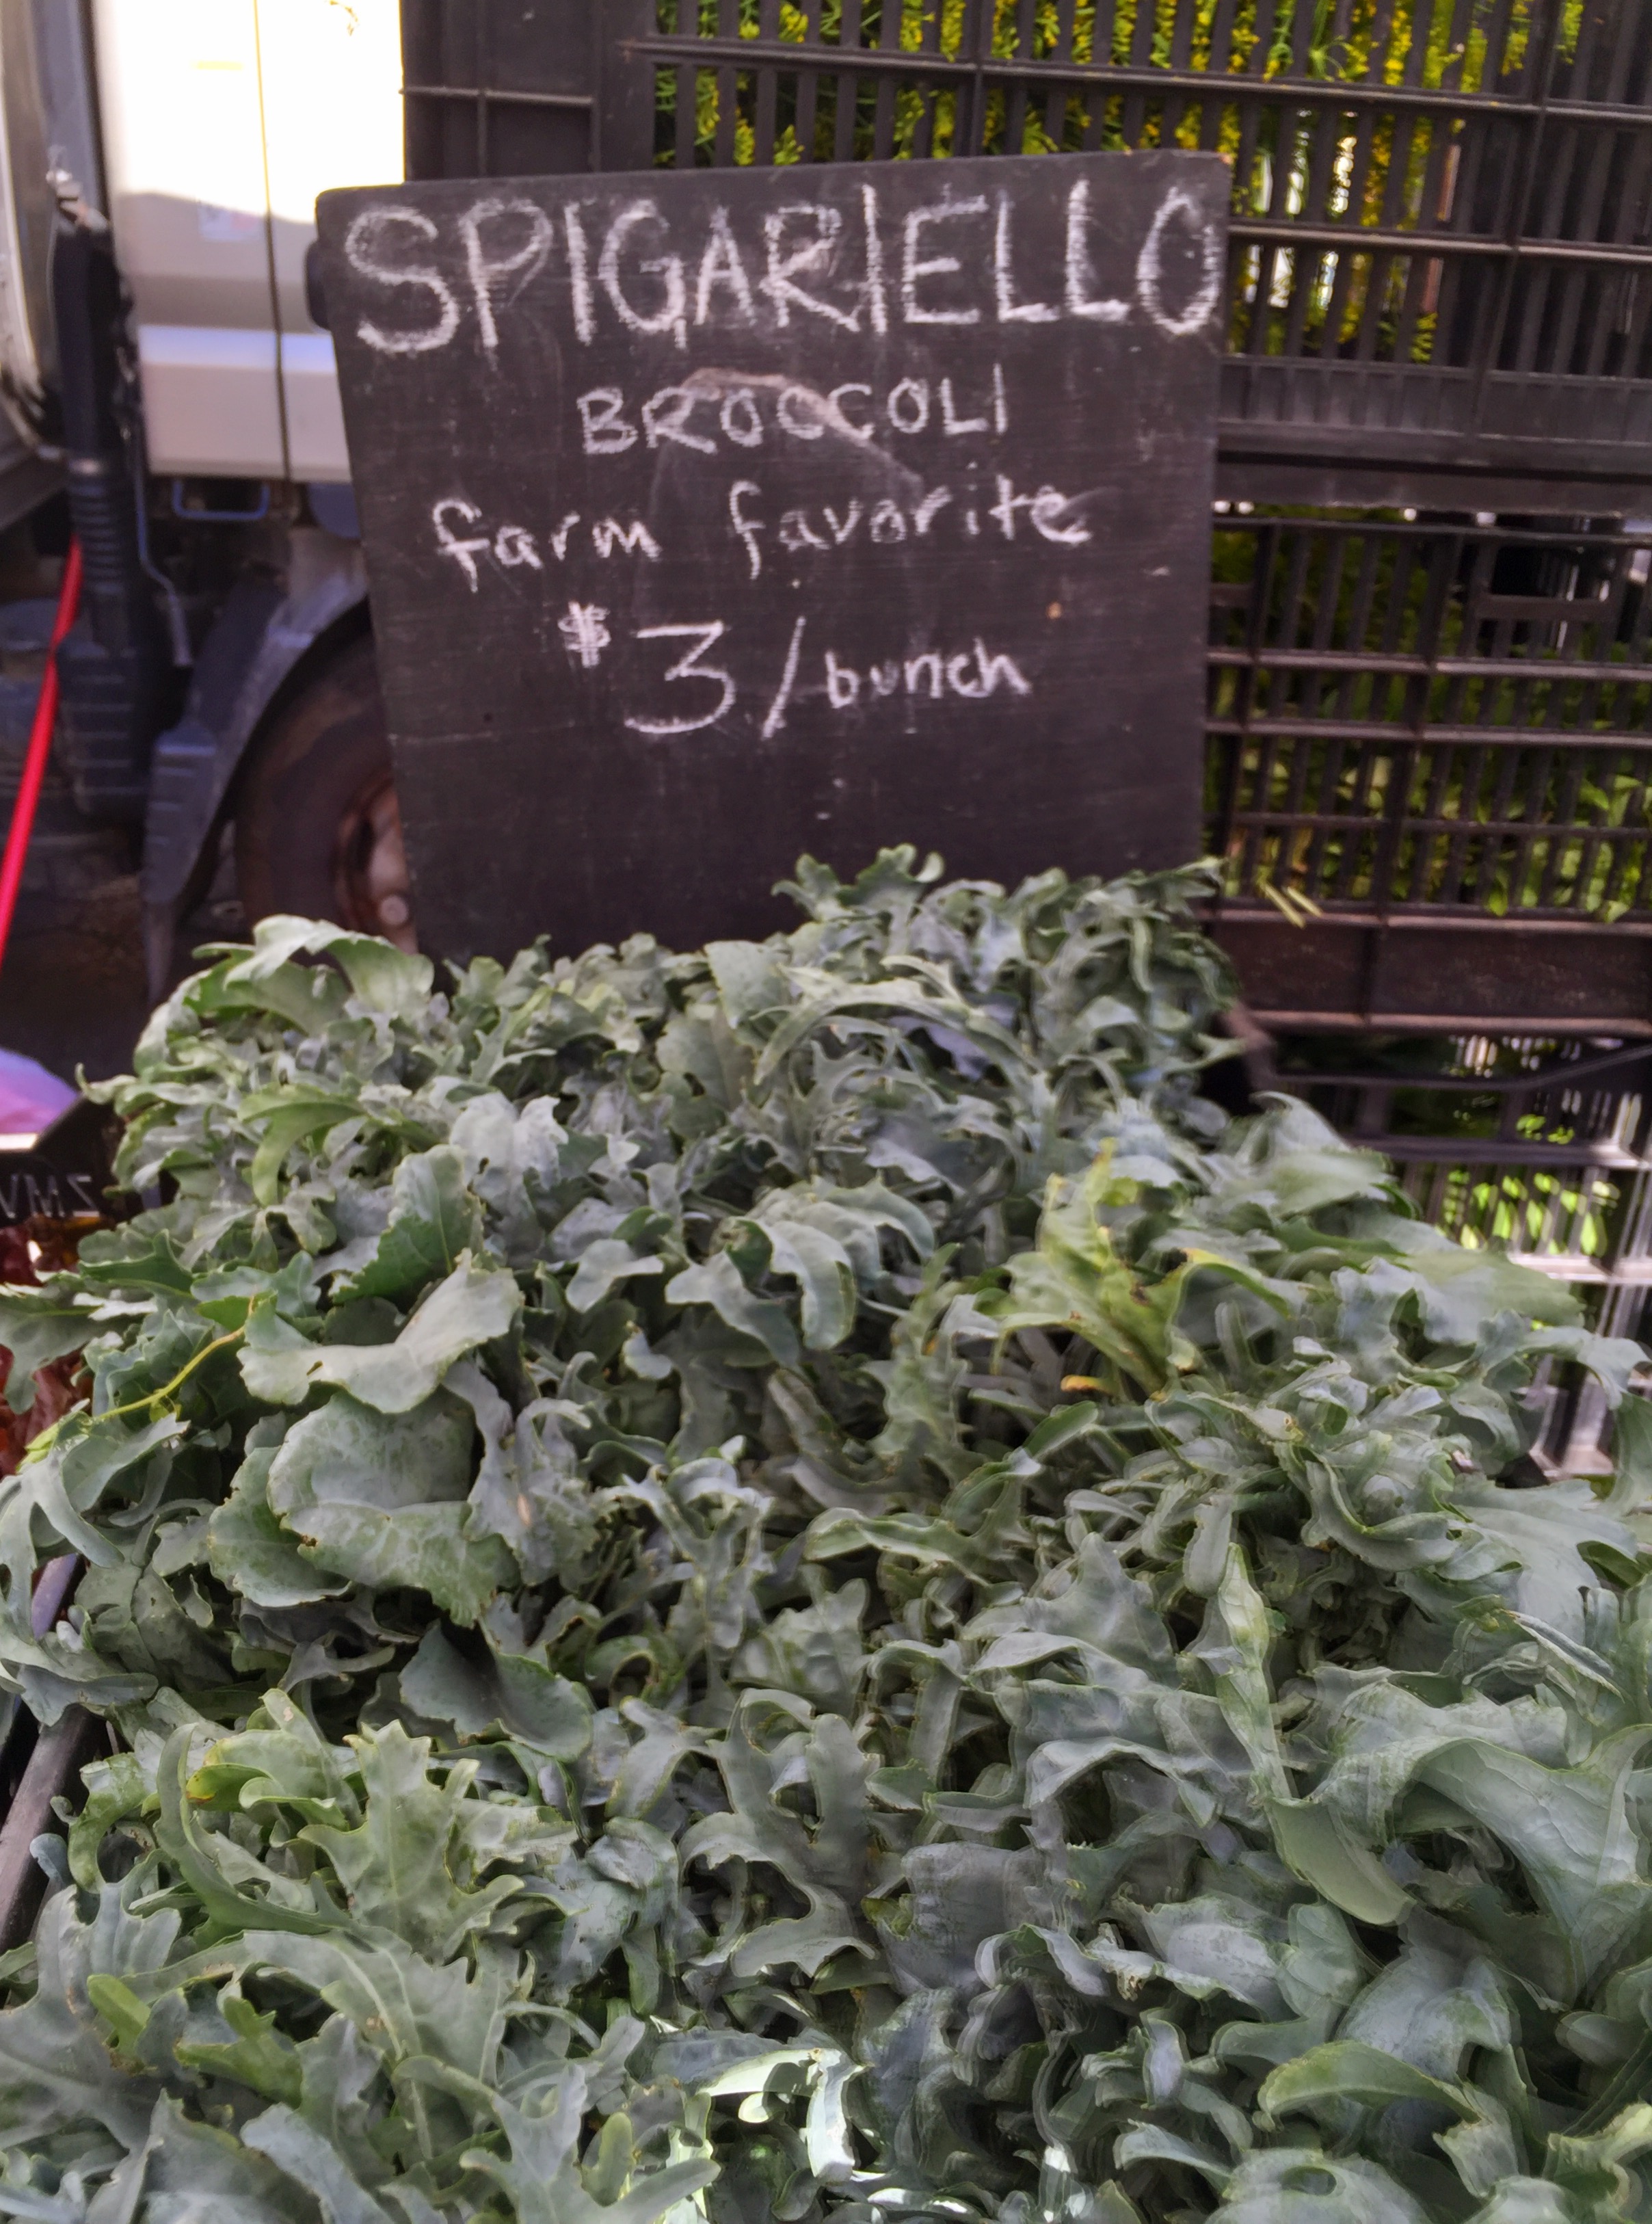 SPIGARIELLO
BROCCOLI
farm favorite
$3/bunch